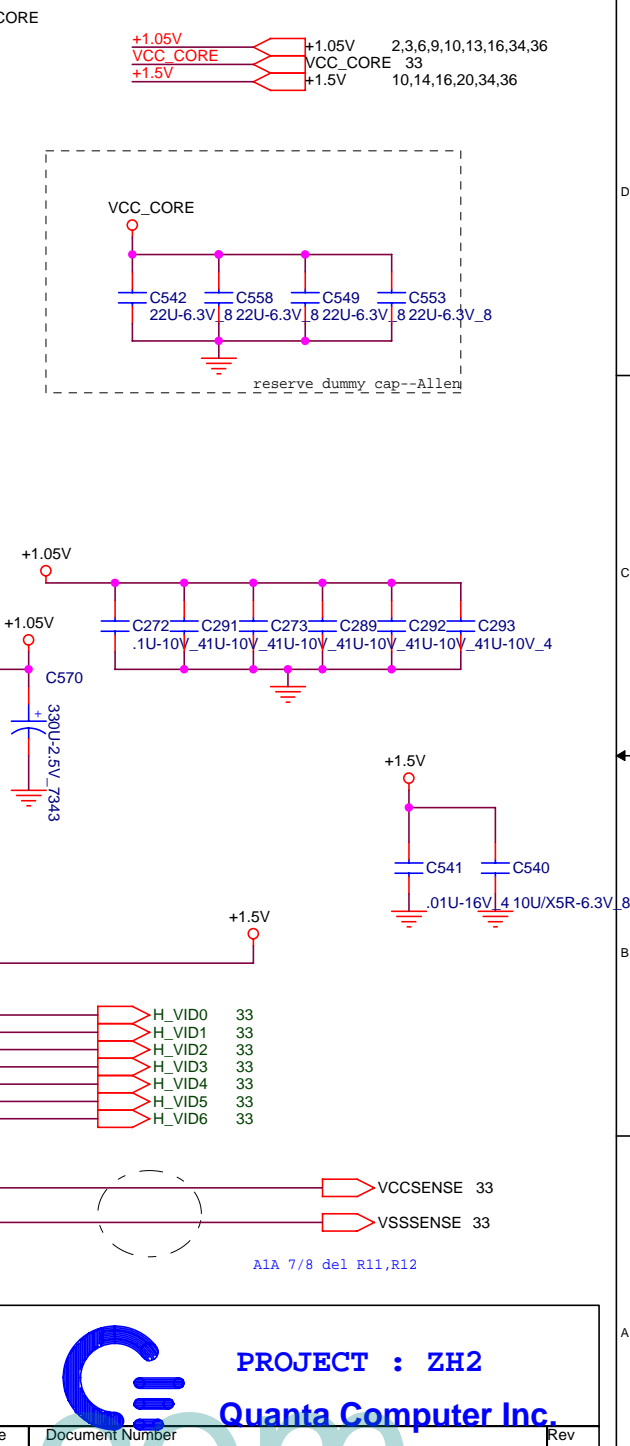 CORE
+1.05V
+1.05V 2,3,6,9,10,13,16,34,36
VCC_CORE
VCC_CORE 33
+1.5V
+1.5V 10,14,16,20,34,36
D
VCC_CORE
C542 C558 C549 C553
22U-6.3V_8 22U-6.3V_8 22U-6.3V_8 22U-6.3V_8
reserve dummy cap--Allen
+1.05V
C
+1.05V
C272 C291 C273 C289 C292 C293
.1U-10V_4 1U-10V_4 1U-10V_4 1U-10V_4 1U-10V_4 1U-10V_4
C570
+
330U-2.5V_7343
+1.5V
C541 C540
.01U-16V_4 10U/X5R-6.3V_8
+1.5V
B
H_VID0 33
H_VID1 33
H_VID2 33
H_VID3 33
H_VID4 33
H_VID5 33
H_VID6 33
VCCSENSE 33
VSSSENSE 33
A1A 7/8 del R11,R12
A
PROJECT : ZH2
Quanta Computer Inc.
e Document Number Rev
com